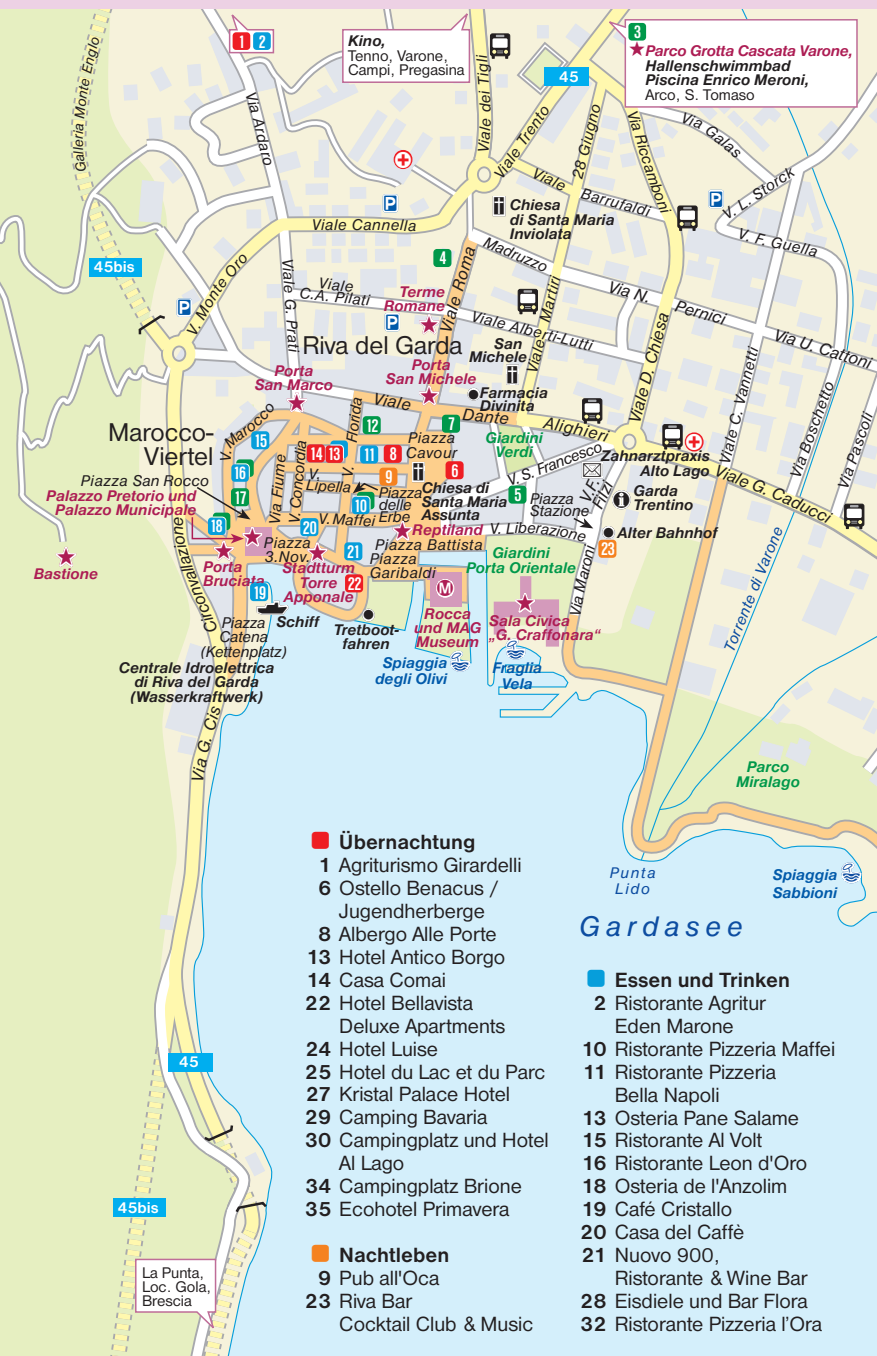 1 2
Kino,
Tenno, Varone,
Campi, Pregasina
3
Parco Grotta Cascata Varone,
Hallenschwimmbad
Piscina Enrico Meroni,
Arco, S. Tomaso
Galleria Monte Englo
Via Ardaro
Viale dei Tigli
45
Viale Trento
28 Giugno
Via Riccamboni
Via Galas
V. L. Storck
V. F. Guella
Viale
Barrutaldi
P
P
Chiesa
di Santa Maria
Inviolata
Viale Cannella
45bis
V. Monte Oro
P
4
Madruzzo
Via N.
Pernici
Via U. Cattoni
Viale G. Prati
Viale
C.A. Pilati
Terme
Romane
P
Viale Roma
Viale Alberti-Lutti
Viale
Martiri
Viale D. Chiesa
Viale C. Vannetti
Via Boschetto
Via Pascoli
Riva del Garda
San
Michele
Porta
San Marco
Porta
San Michele
Farmacia
Divinita
Viale
Dante
Alighieri
Marocco-
Viertel
V. Marocco
V. Florida
12
7
Piazza
Cavour
Giardini
Verdi
15
14 13
11
8
6
9
16
Piazza San Rocco
17
Via Fiume
V. Concordia
V.
Lipella
Piazza
delle
Erbe
10
Chiesa di
Santa Maria
Assunta
V. S. Francesco
5
Piazza
Stazione
V. F.
Filzi
Zahnarztpraxis
Alto Lago
Garda
Trentino
Viale G. Caducci
Palazzo Pretorio und
Palazzo Municipale
18
20
V. Maffei
Reptiland
V. Liberazione
Alter Bahnhof
23
Bastione
Porta
Bruciata
Piazza
3.Nov.
Stadtturm
Torre
Apponale
21
22
Piazza Battista
Piazza
Garibaldi
Giardini
Porta Orientale
Via Maroni
Torrente di Varone
Circonvallazione
19
Schiff
Piazza
Catena
(Kettenplatz)
Tretboot-
fahren
M
Rocca
und MAG
Museum
Sala Civica
„G. Craffonara“
Centrale Idroelettrica
di Riva del Garda
(Wasserkraftwerk)
Spiaggia
degli Olivi
Fraglia
Vela
Via G. Cis
Parco
Miralago
Punta
Lido
Spiaggia
Sabbioni
Gardasee
45
45bis
La Punta,
Loc. Gola,
Brescia
Übernachtung
1 Agriturismo Girardelli
6 Ostello Benacus /
Jugendherberge
8 Albergo Alle Porte
13 Hotel Antico Borgo
14 Casa Comai
22 Hotel Bellavista
Deluxe Apartments
24 Hotel Luise
25 Hotel du Lac et du Parc
27 Kristal Palace Hotel
29 Camping Bavaria
30 Campingplatz und Hotel
Al Lago
34 Campingplatz Brione
35 Ecohotel Primavera
Nachtleben
9 Pub all'Oca
23 Riva Bar
Cocktail Club & Music
Essen und Trinken
2 Ristorante Agritur
Eden Marone
10 Ristorante Pizzeria Maffei
11 Ristorante Pizzeria
Bella Napoli
13 Osteria Pane Salame
15 Ristorante Al Volt
16 Ristorante Leon d'Oro
18 Osteria de l'Anzolim
19 Café Cristallo
20 Casa del Caffè
21 Nuovo 900,
Ristorante & Wine Bar
28 Eisdiele und Bar Flora
32 Ristorante Pizzeria l’Ora